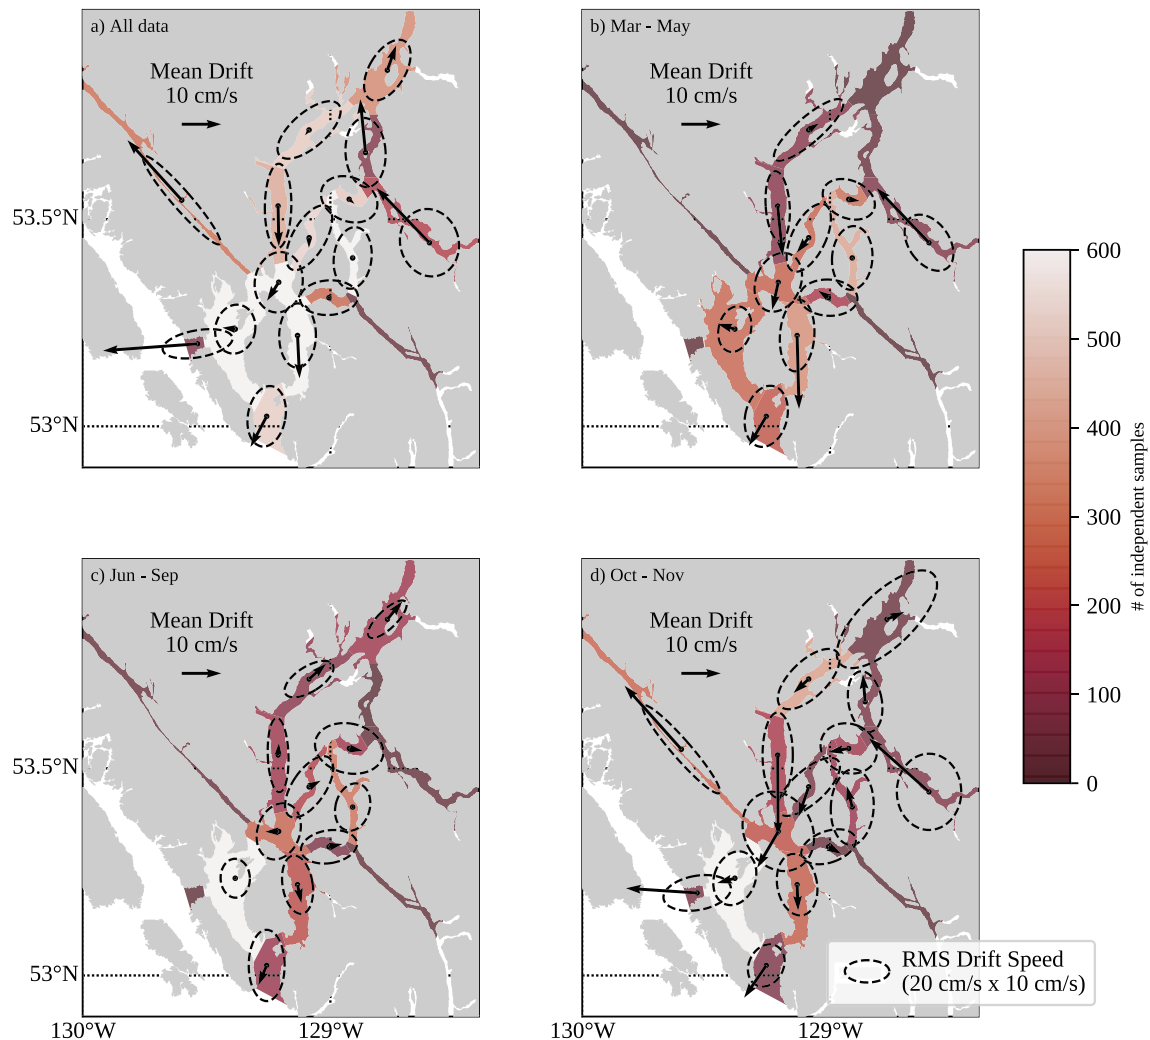 a) All data
Mean Drift
10 cm/s
b) Mar - May
Mean Drift
10 cm/s
53.5°N
53°N
c) Jun - Sep
Mean Drift
10 cm/s
d) Oct - Nov
Mean Drift
10 cm/s
53.5°N
53°N
130°W
129°W
130°W
129°W
RMS Drift Speed
(20 cm/s x 10 cm/s)
600
500
400
300
200
100
0
# of independent samples